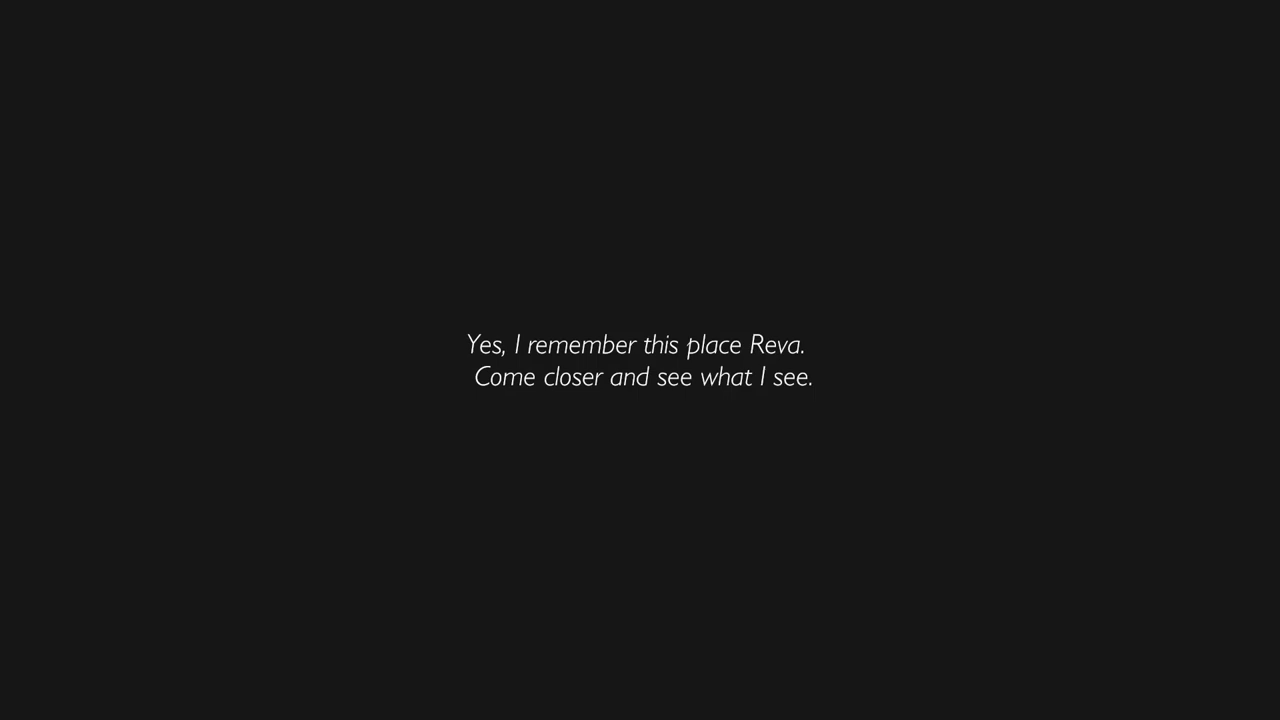 Yes, I remember this place Reva.
Come closer and see what I see.